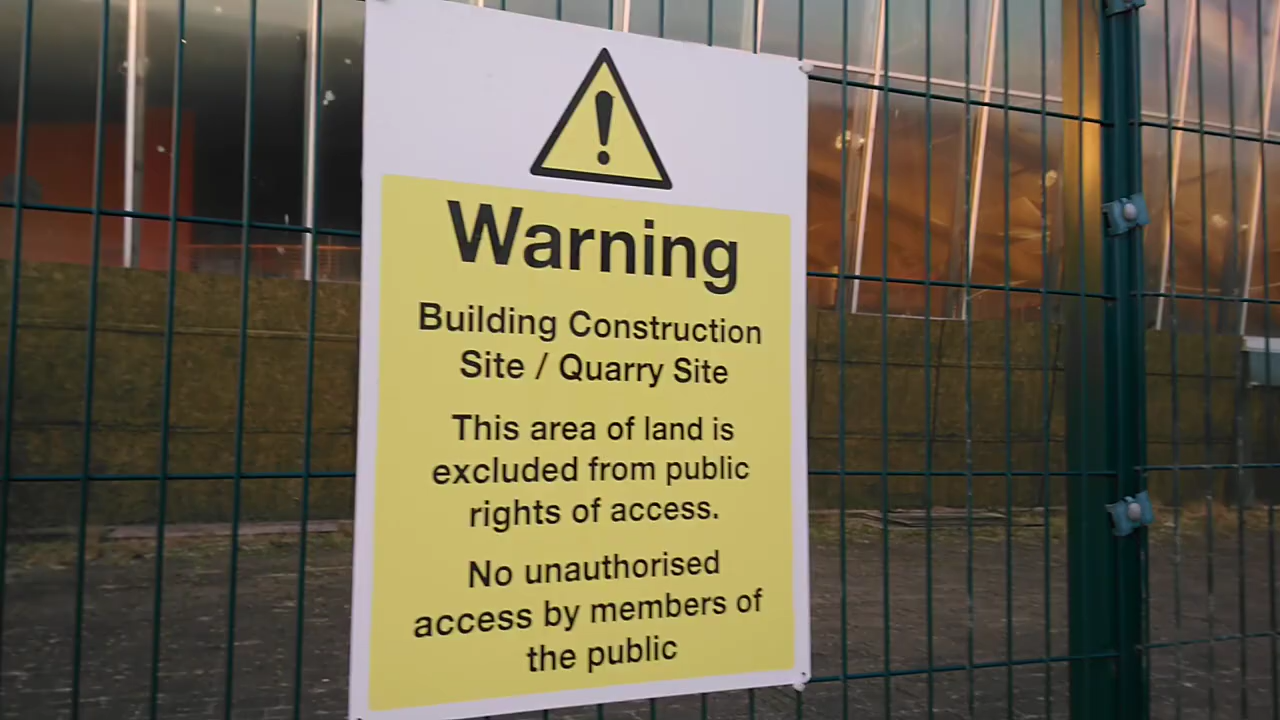 Warning
Building Construction
Site / Quarry Site
This area of land is
excluded from public
rights of access.
No unauthorised
access by members of
the public